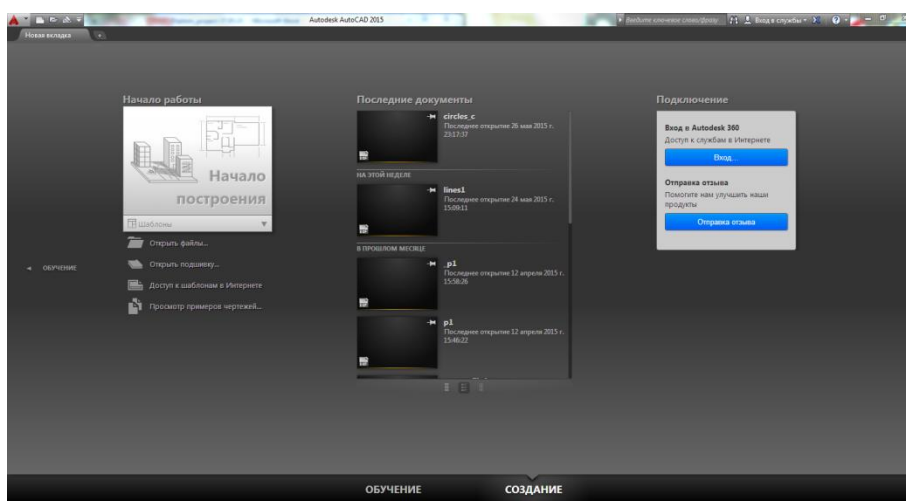 Autodesk AutoCAD 2015
Введите ключевое слово/фразу
Вход в службы
Новая вкладка
Начало работы
Начало
построения
Шаблоны
Открыть файлы...
Открыть подшивку...
Доступ к шаблонам в Интернете
Просмотр примеров чертежей...
ОБУЧЕНИЕ
Последние документы
circles_c
Последнее открытие 26 мая 2015 г.
23:17:37
НА ЭТОЙ НЕДЕЛЕ
lines1
Последнее открытие 24 мая 2015 г.
15:09:11
В ПРОШЛОМ МЕСЯЦЕ
_p1
Последнее открытие 12 апреля 2015 г.
15:58:26
p1
Последнее открытие 12 апреля 2015 г.
15:46:22
Подключение
Вход в Autodesk 360
Доступ к службам в Интернете
Вход...
Отправка отзыва
Помогите нам улучшить наши
продукты
Отправка отзыва
ОБУЧЕНИЕ
СОЗДАНИЕ